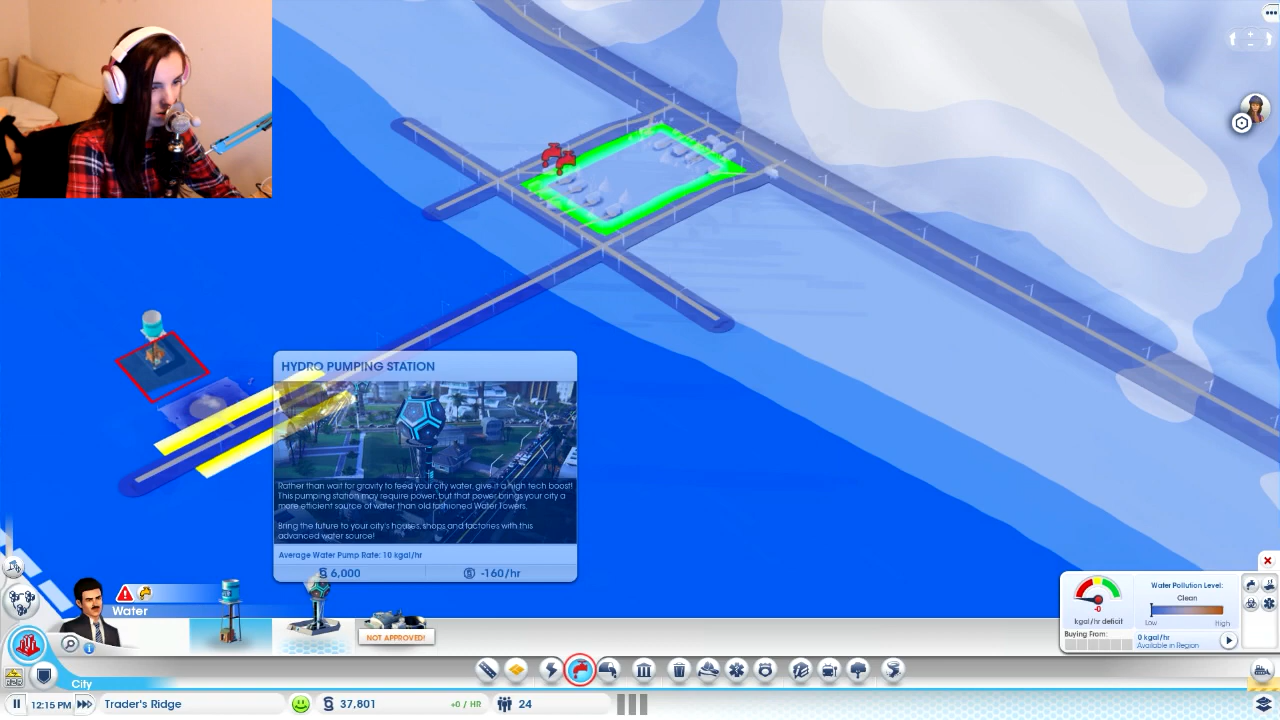 HYDRO PUMPING STATION
Rather than wait for gravity to feed your city water, give it a high tech boost!
This pumping station may require power, but that power brings your city a
more efficient source of water than old fashioned Water Towers.
Bring the future to your city's houses, shops and factories with this
advanced water source!
Average Water Pump Rate: 10 kgal/hr
6,000
-160/hr
Water
NOT APPROVED!
Water Pollution Level:
Clean
Low
High
-0
kgal/hr deficit
Buying From:
0 kgal/hr
Available in Region
City
12:15 PM
Trader's Ridge
37,801
+0 / HR
24